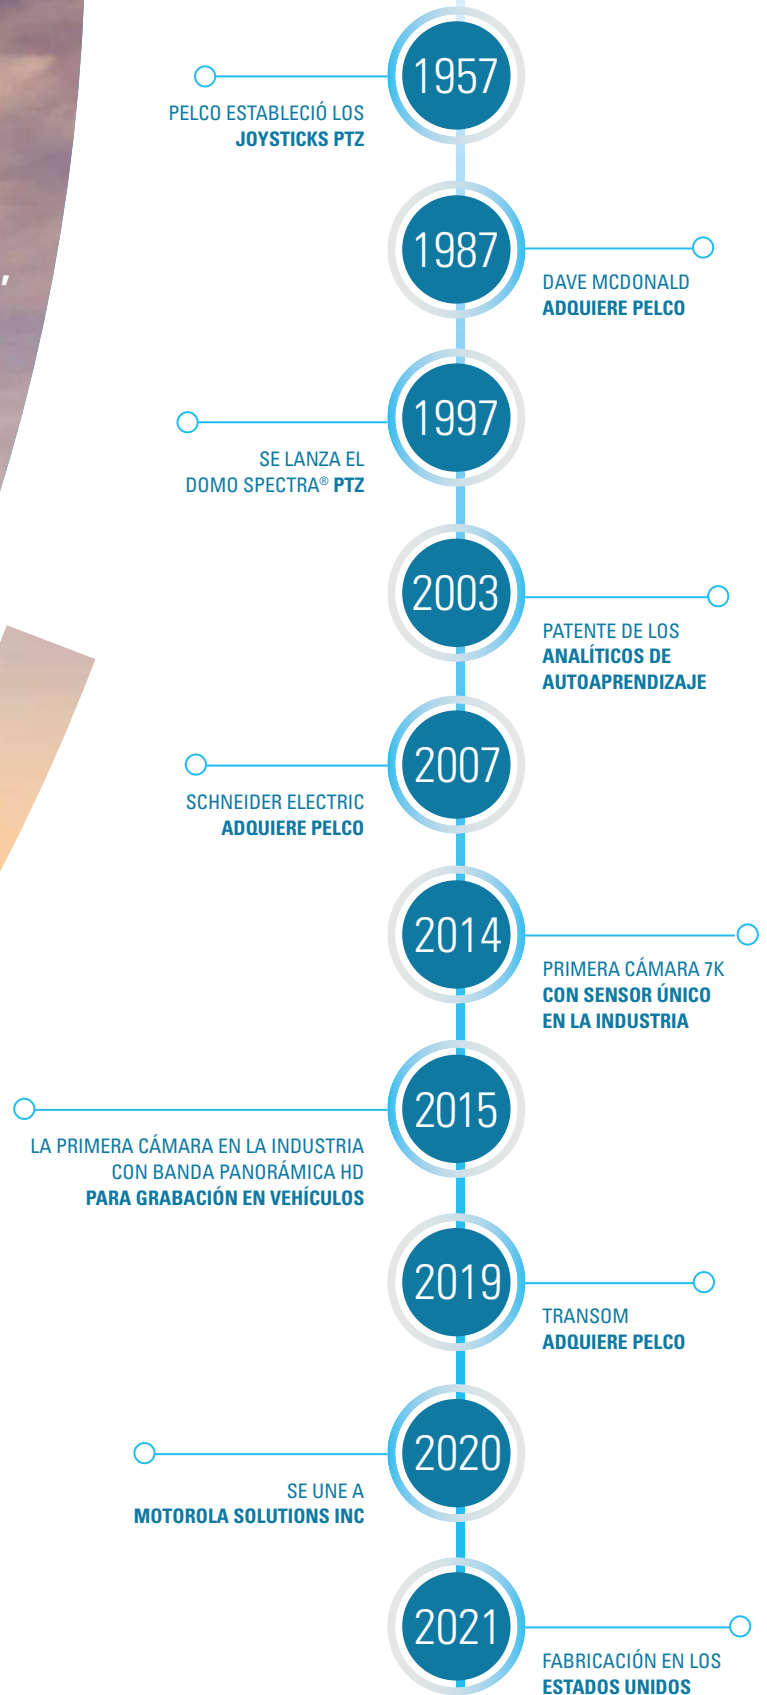 1957
PELCO ESTABLECIÓ LOS
JOYSTICKS PTZ
1987
DAVE MCDONALD
ADQUIERE PELCO
1997
SE LANZA EL
DOMO SPECTRA® PTZ
2003
PATENTE DE LOS
ANALÍTICOS DE
AUTOAPRENDIZAJE
2007
SCHNEIDER ELECTRIC
ADQUIERE PELCO
2014
PRIMERA CÁMARA 7K
CON SENSOR ÚNICO
EN LA INDUSTRIA
2015
LA PRIMERA CÁMARA EN LA INDUSTRIA
CON BANDA PANORÁMICA HD
PARA GRABACIÓN EN VEHÍCULOS
2019
TRANSOM
ADQUIERE PELCO
2020
SE UNE A
MOTOROLA SOLUTIONS INC
2021
FABRICACIÓN EN LOS
ESTADOS UNIDOS